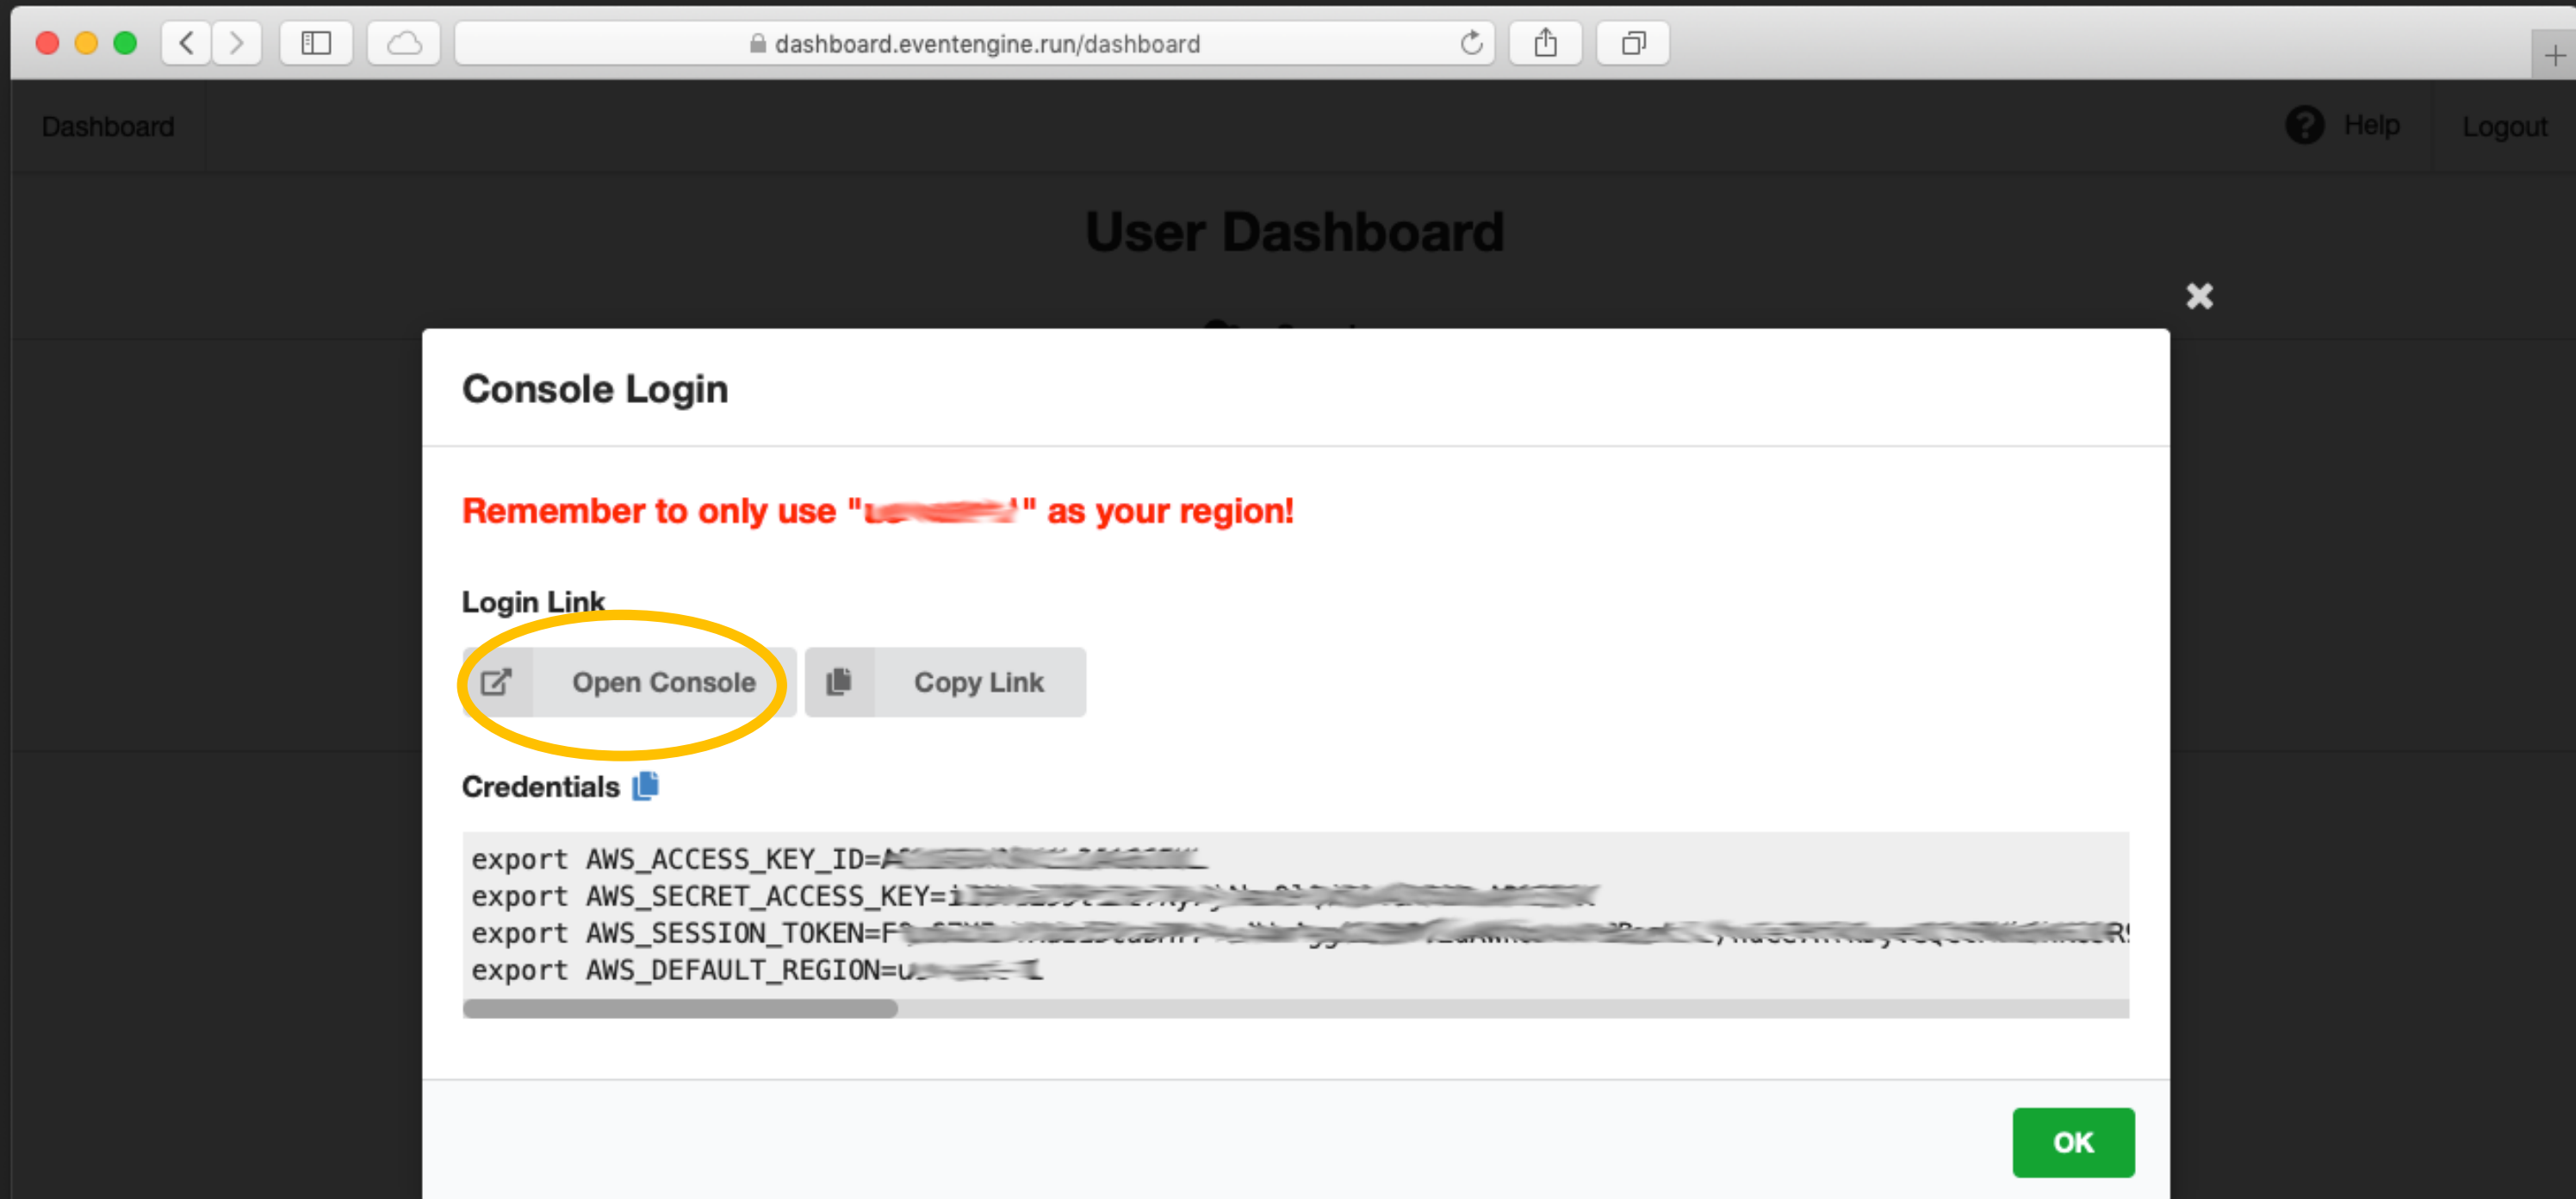 dashboard.eventengine.run/dashboard
Dashboard
Help
Logout
User Dashboard
Console Login
Remember to only use "" as your region!
Login Link
Open Console
Copy Link
Credentials
export AWS_ACCESS_KEY_ID=
export AWS_SECRET_ACCESS_KEY=
export AWS_SESSION_TOKEN=
export AWS_DEFAULT_REGION=
OK